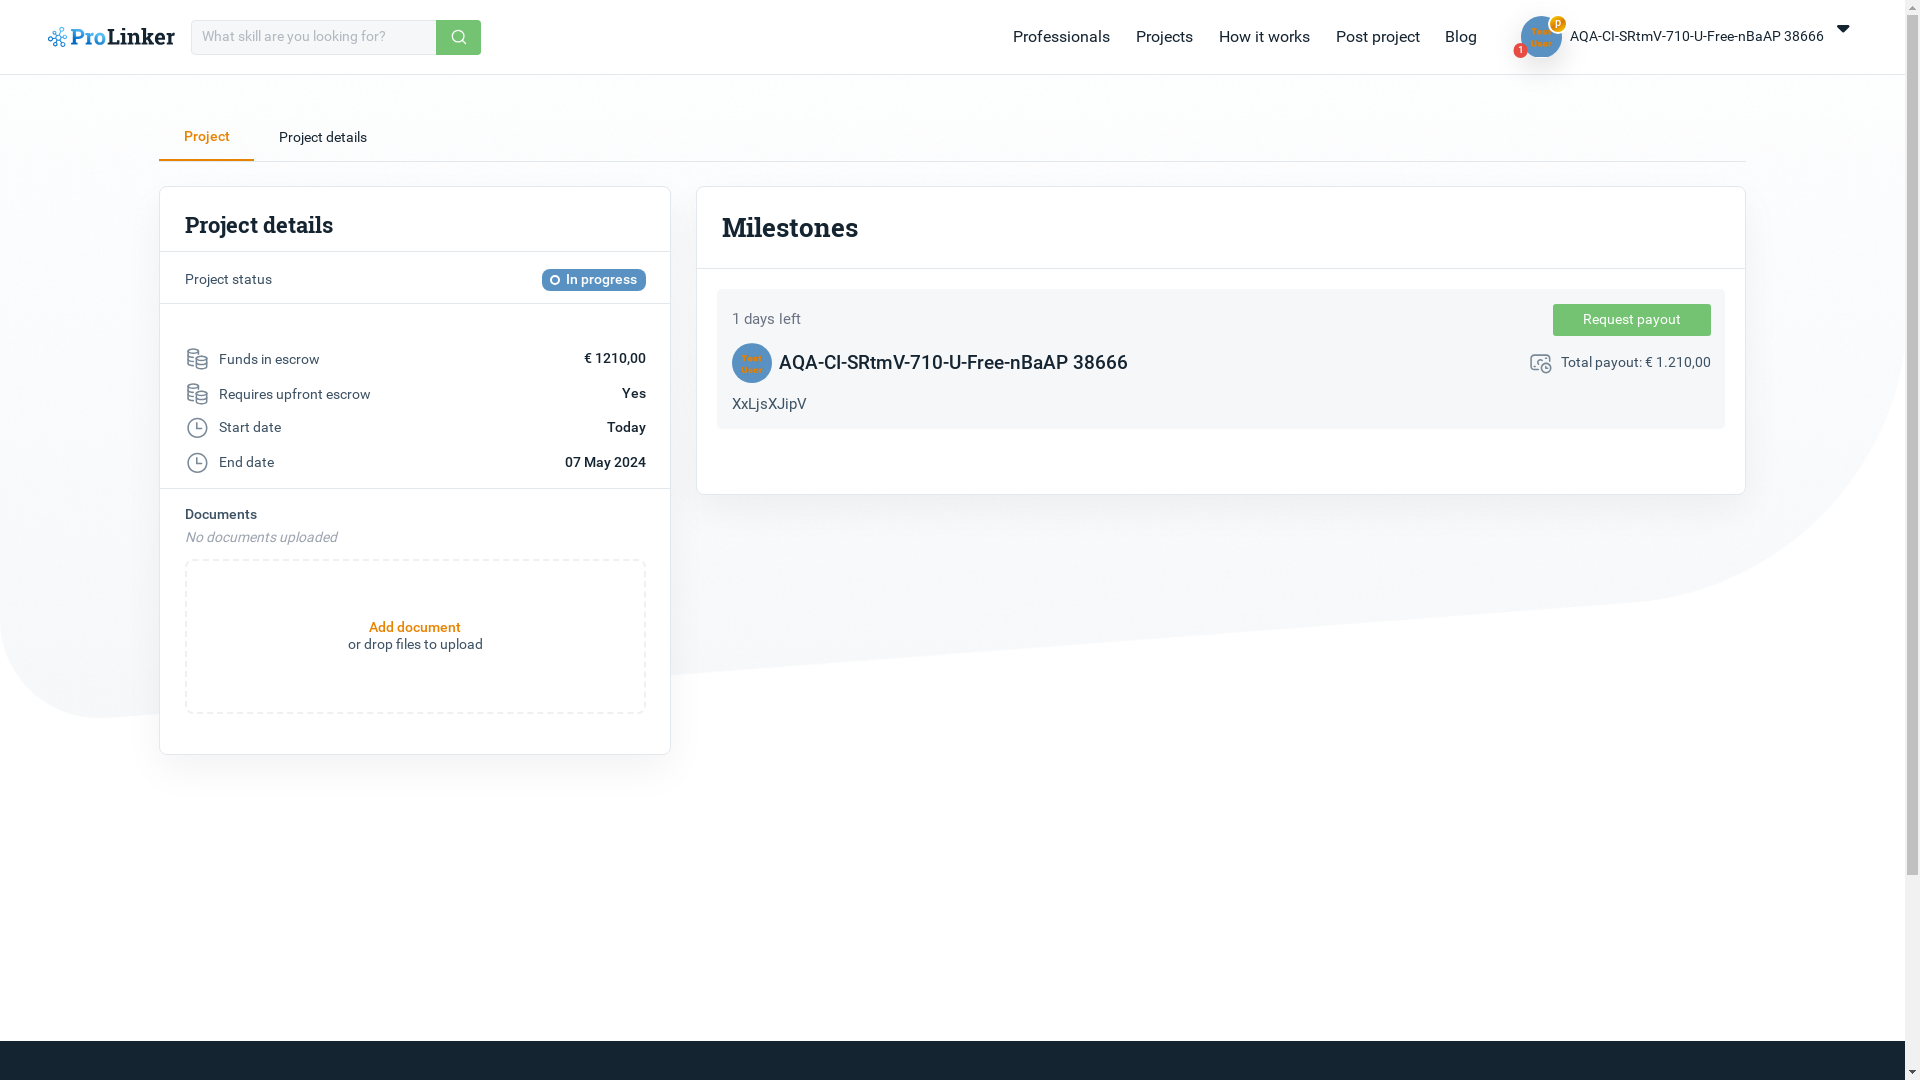 ProLinker
What skill are you looking for?
Professionals
Projects
How it works
Post project
Blog
P
1
Test
User
AQA-CI-SRtmV-710-U-Free-nBaAP 38666
Project
Project details
Project details
Project status
In progress
Funds in escrow
€ 1210,00
Requires upfront escrow
Yes
Start date
Today
End date
07 May 2024
Documents
No documents uploaded
Add document
or drop files to upload
Milestones
1 days left
Request payout
Test
User
AQA-CI-SRtmV-710-U-Free-nBaAP 38666
Total payout: € 1.210,00
XxLjsXJipV